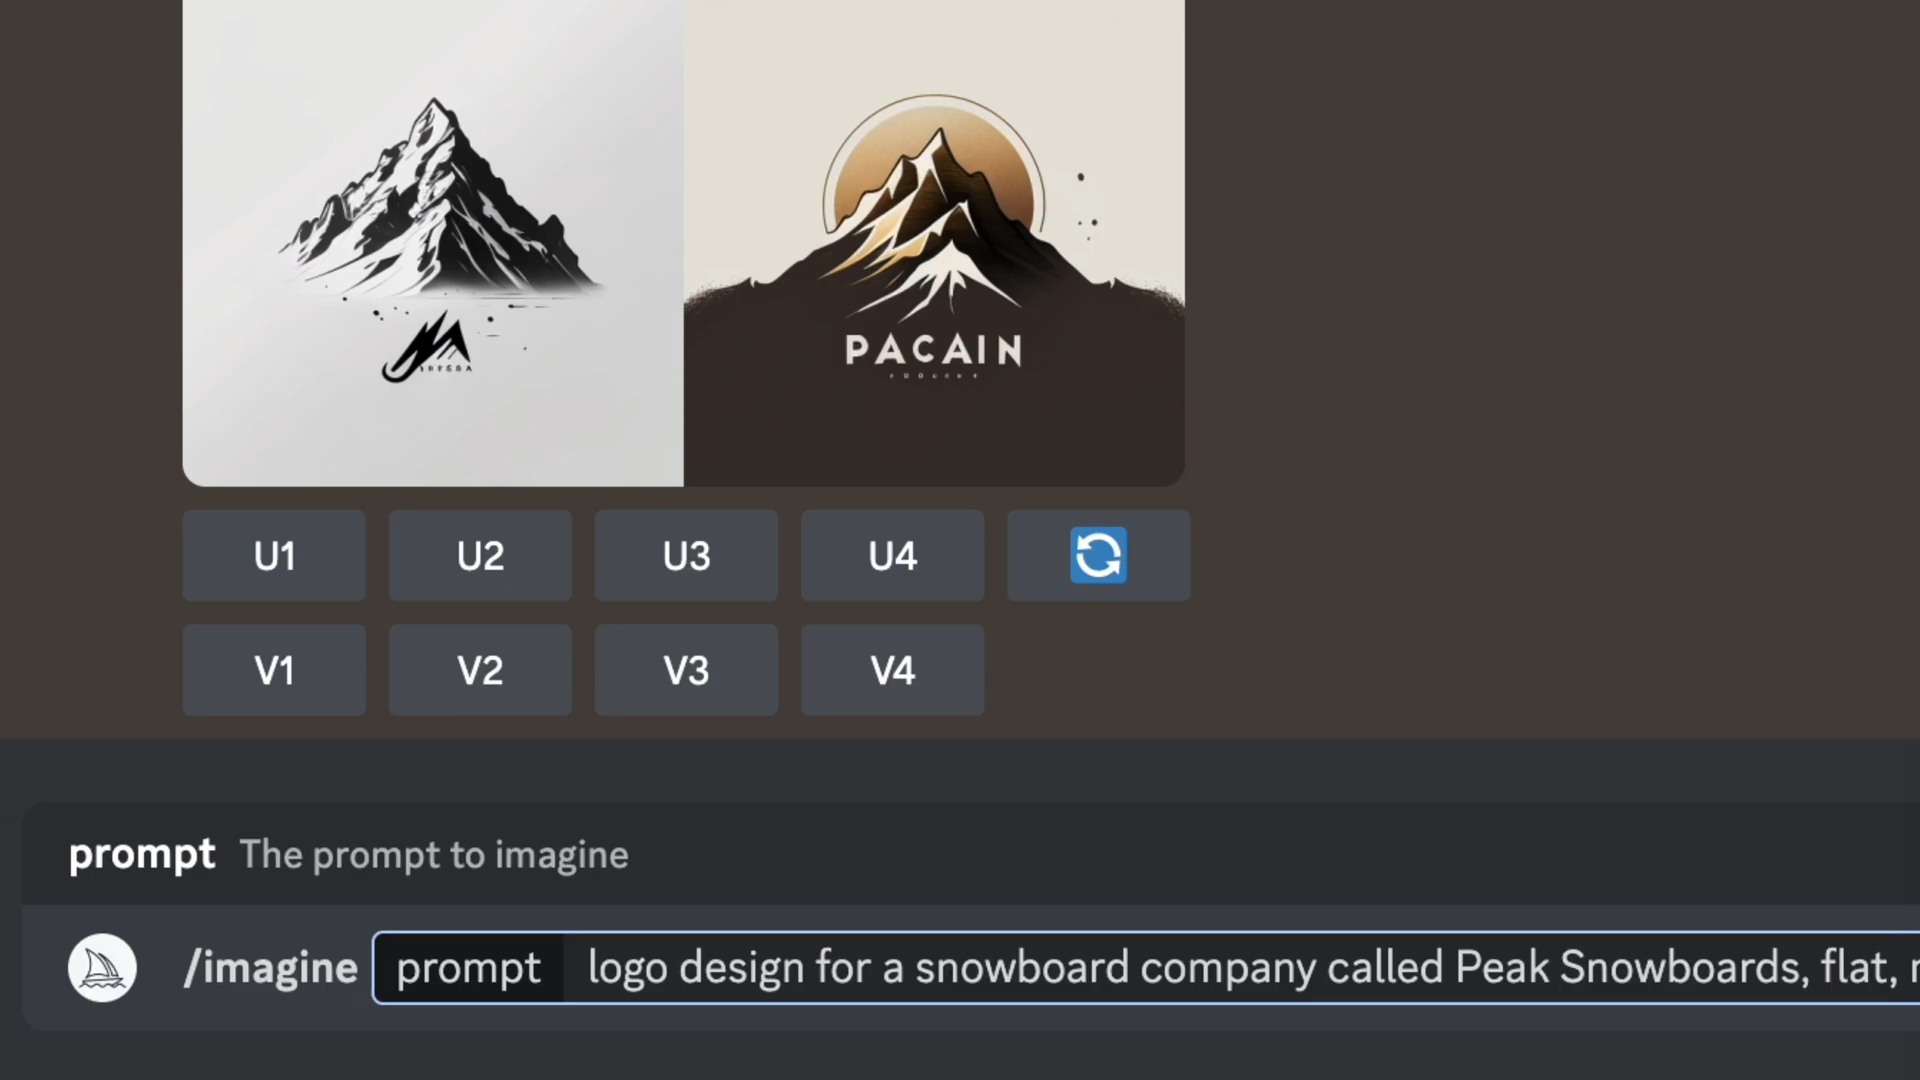 PACAIN
U1 U2 U3 U4
V1 V2 V3 V4
prompt The prompt to imagine
/imagine prompt logo design for a snowboard company called Peak Snowboards, flat,